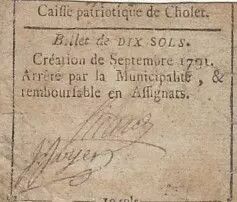 Caisse patriotique de Cholet.
Billet de DIX SOLS.
Création de Septembre 1791.
Arrêté par la Municipalité, &
remboursable en Assignats.